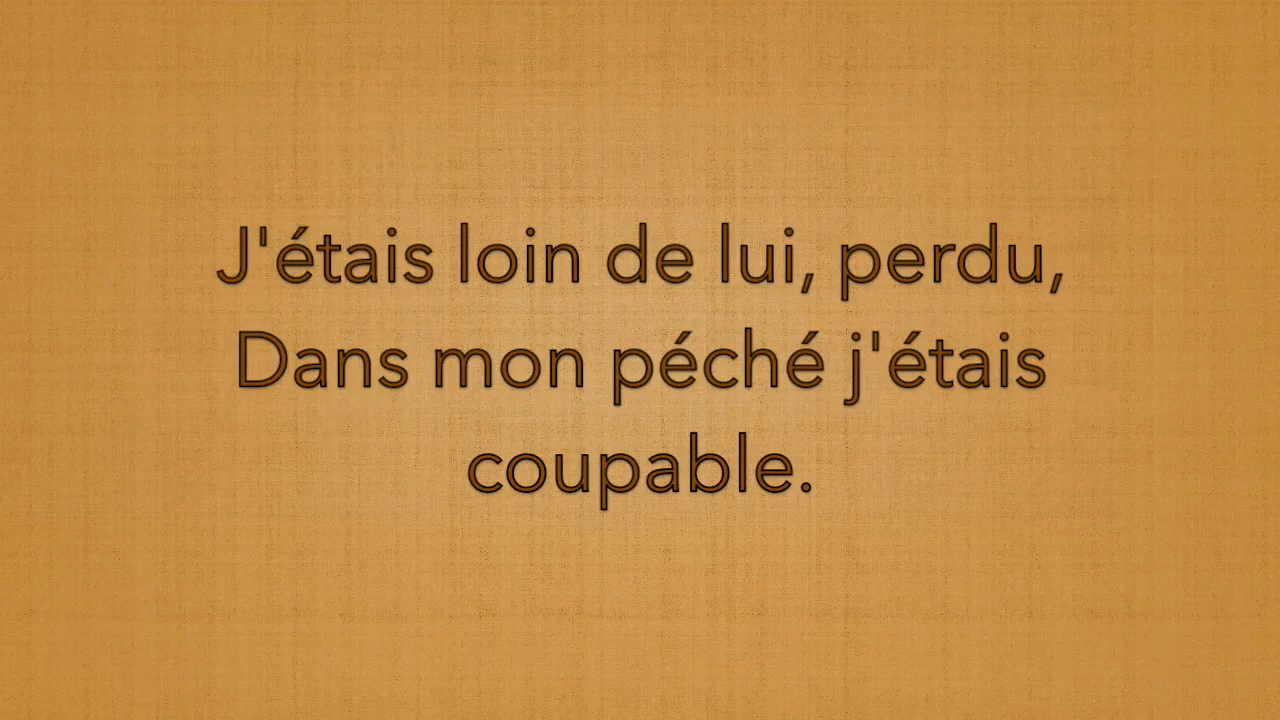 J'étais loin de lui, perdu,
Dans mon péché j'étais
coupable.